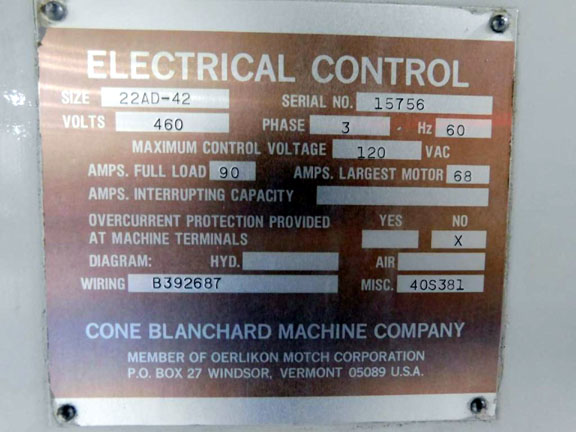 ELECTRICAL CONTROL
SIZE 22AD-42 SERIAL NO. 15756
VOLTS 460 PHASE 3 Hz 60
MAXIMUM CONTROL VOLTAGE 120 VAC
AMPS. FULL LOAD 90 AMPS. LARGEST MOTOR 68
AMPS. INTERRUPTING CAPACITY
OVERCURRENT PROTECTION PROVIDED YES NO
AT MACHINE TERMINALS X
DIAGRAM: HYD. AIR
WIRING B392687 MISC. 40S381
CONE BLANCHARD MACHINE COMPANY
MEMBER OF OERLIKON MOTCH CORPORATION
P.O. BOX 27 WINDSOR, VERMONT 05089 U.S.A.